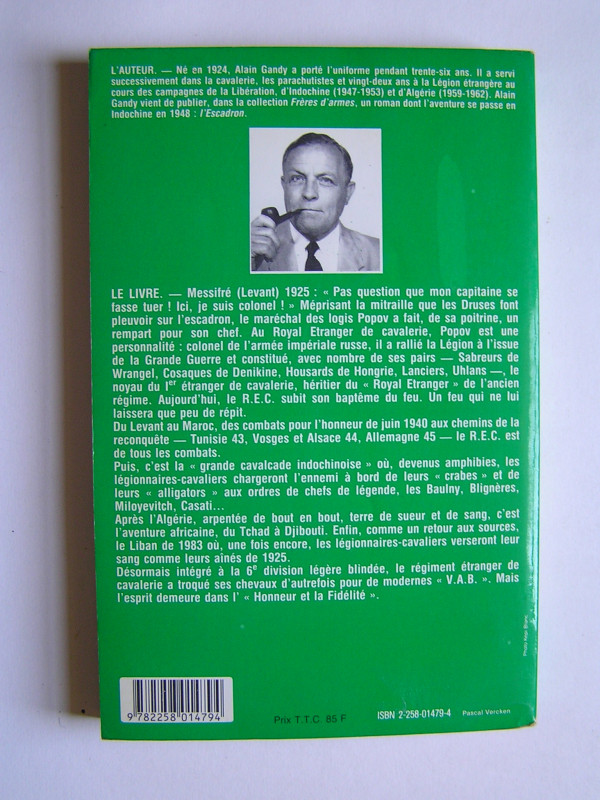 L'AUTEUR. — Né en 1924, Alain Gandy a porté l'uniforme pendant trente-six ans. Il a servi
successivement dans la cavalerie, les parachutistes et vingt-deux ans à la Légion étrangère au
cours des campagnes de la Libération, d'Indochine (1947-1953) et d'Algérie (1959-1962). Alain
Gandy vient de publier, dans la collection Frères d'armes, un roman dont l'aventure se passe en
Indochine en 1948 : l'Escadron.
LE LIVRE. — Messifré (Levant) 1925 : « Pas question que mon capitaine se
fasse tuer ! Ici, je suis colonel ! » Méprisant la mitraille que les Druses font
pleuvoir sur l'escadron, le maréchal des logis Popov a fait, de sa poitrine, un
rempart pour son chef. Au Royal Etranger de cavalerie, Popov est une
personnalité : colonel de l'armée impériale russe, il a rallié la Légion à l'issue
de la Grande Guerre et constitué, avec nombre de ses pairs — Sabreurs de
Wrangel, Cosaques de Denikine, Housards de Hongrie, Lanciers, Uhlans —, le
noyau du Ier étranger de cavalerie, héritier du « Royal Etranger » de l'ancien
régime. Aujourd'hui, le R.E.C. subit son baptême du feu. Un feu qui ne lui
laissera que peu de répit.
Du Levant au Maroc, des combats pour l'honneur de juin 1940 aux chemins de la
reconquête — Tunisie 43, Vosges et Alsace 44, Allemagne 45 — le R.E.C. est
de tous les combats.
Puis, c'est la « grande cavalcade indochinoise » où, devenus amphibies, les
légionnaires-cavaliers chargeront l'ennemi à bord de leurs « crabes » et de
leurs « alligators » aux ordres de chefs de légende, les Baulny, Blignères,
Miloyevitch, Casati...
Après l'Algérie, arpentée de bout en bout, terre de sueur et de sang, c'est
l'aventure africaine, du Tchad à Djibouti. Enfin, comme un retour aux sources,
le Liban de 1983 où, une fois encore, les légionnaires-cavaliers verseront leur
sang comme leurs aînés de 1925.
Désormais intégré à la 6e division légère blindée, le régiment étranger de
cavalerie a troqué ses chevaux d'autrefois pour de modernes « V.A.B. ». Mais
l'esprit demeure dans l' « Honneur et la Fidélité ».
9 782258 014794
Prix T.T.C. 85 F
ISBN 2-258-01479-4
Pascal Vercken